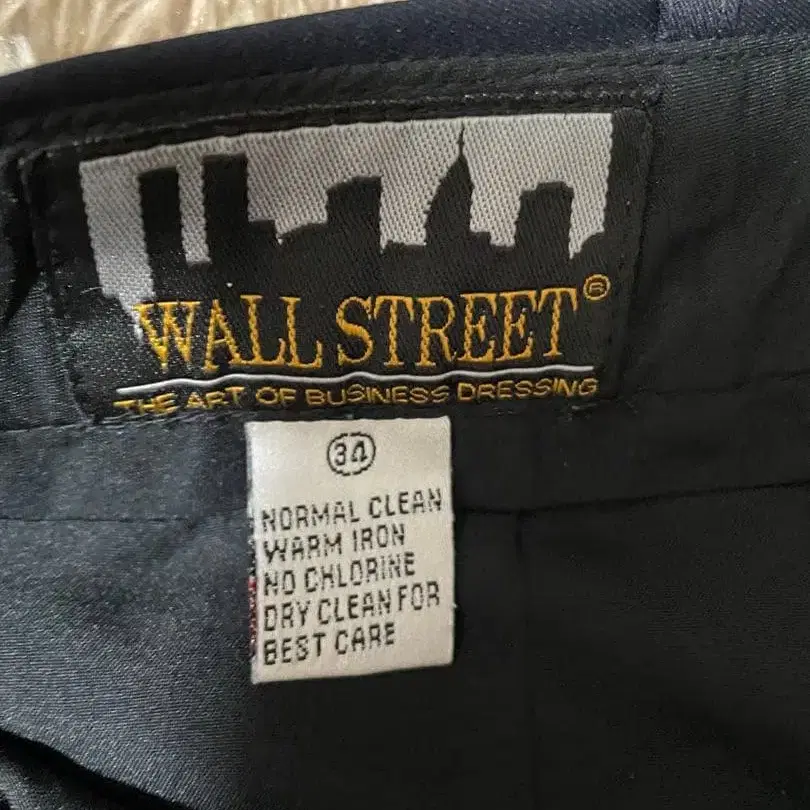 WALL STREET®
THE ART OF BUSINESS DRESSING
34
NORMAL CLEAN
WARM IRON
NO CHLORINE
DRY CLEAN FOR
BEST CARE